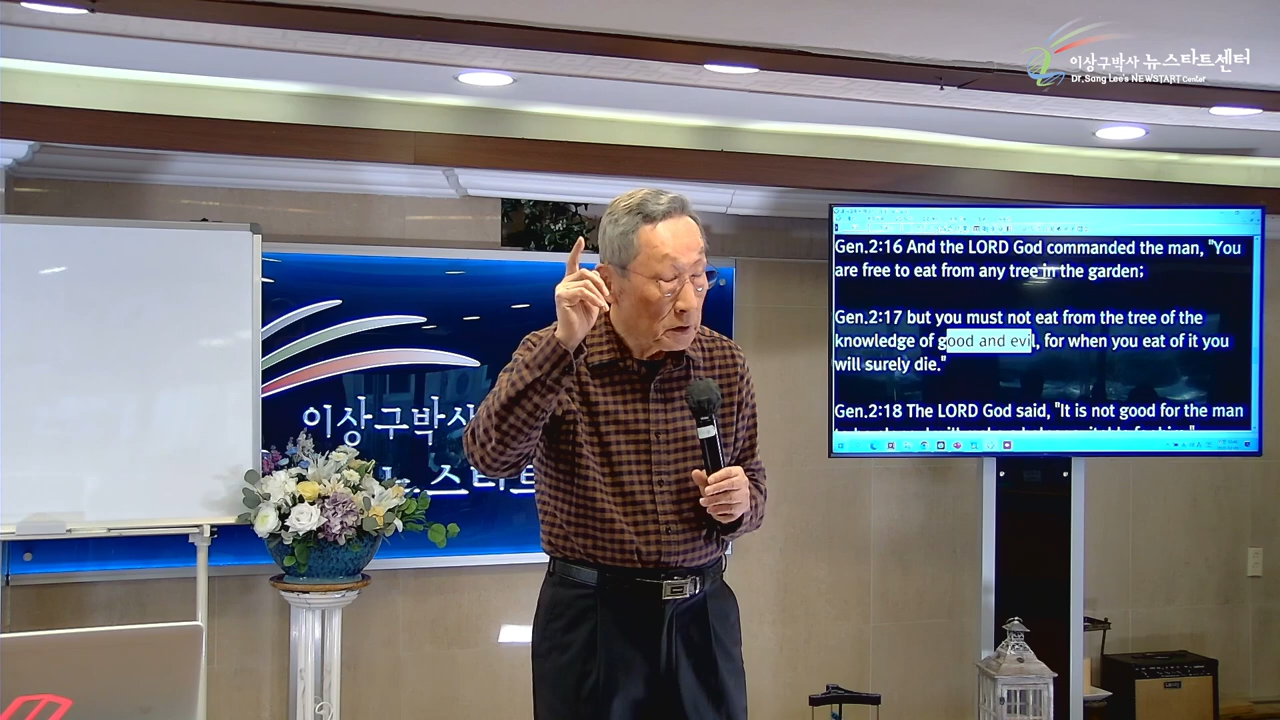 이상구박사 뉴스타트센터
Dr.Sang Lee's NEWSTART Center
Gen.2:16 And the LORD God commanded the man, "You
are free to eat from any tree in the garden;
Gen.2:17 but you must not eat from the tree of the
knowledge of good and evil, for when you eat of it you
will surely die."
Gen.2:18 The LORD God said, "It is not good for the man
이상구박사
뉴스타트